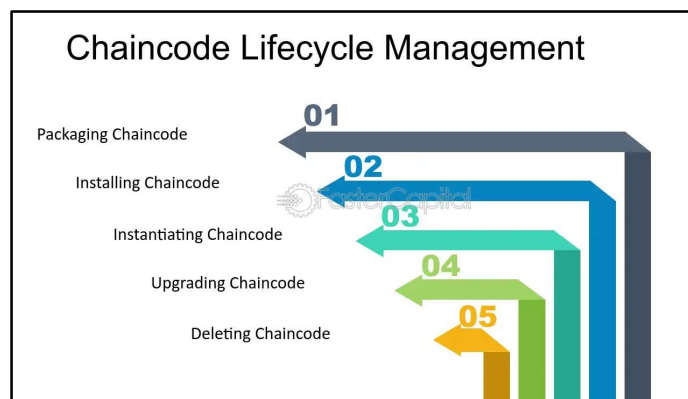 Chaincode Lifecycle Management
01
Packaging Chaincode
02
Installing Chaincode
FasterCapital
03
Instantiating Chaincode
04
Upgrading Chaincode
05
Deleting Chaincode